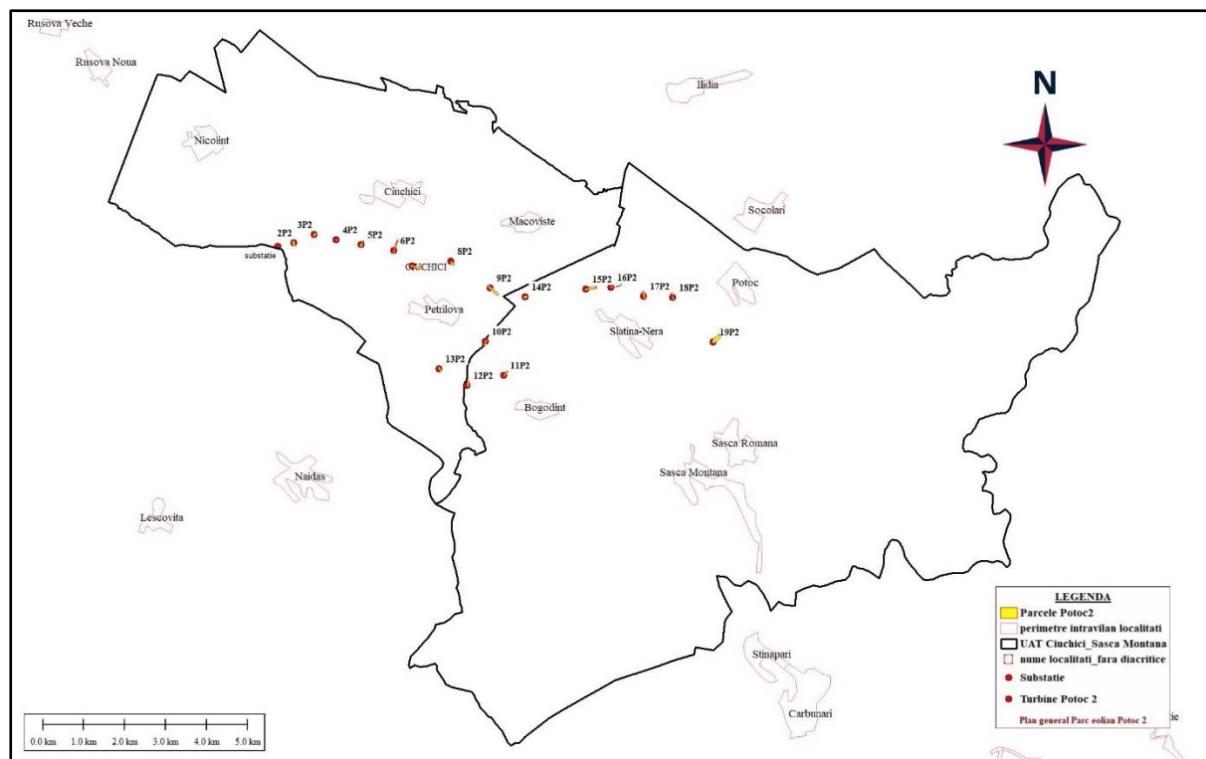 Rusova Veche
Rusova Noua
Ilidia
N
Nicolint
Ciuchici
Socolari
Macoviste
2P2
3P2
4P2
5P2
6P2
8P2
substatie
CIUCHICI
9P2
14P2
15P2
16P2
17P2
18P2
Potoc
Petrilova
Slatina-Nera
19P2
10P2
13P2
12P2
11P2
Bogodint
Sasca Romana
Sasca Montana
Naidas
Lescovita
Stinapari
Carbunari
LEGENDA
Parcele Potoc2
perimetre intravilan localitati
UAT Ciuchici_Sasca Montana
nume localitati_fara diacritice
Substatie
Turbine Potoc 2
Plan general Parc eolian Potoc 2
0.0 km 1.0 km 2.0 km 3.0 km 4.0 km 5.0 km